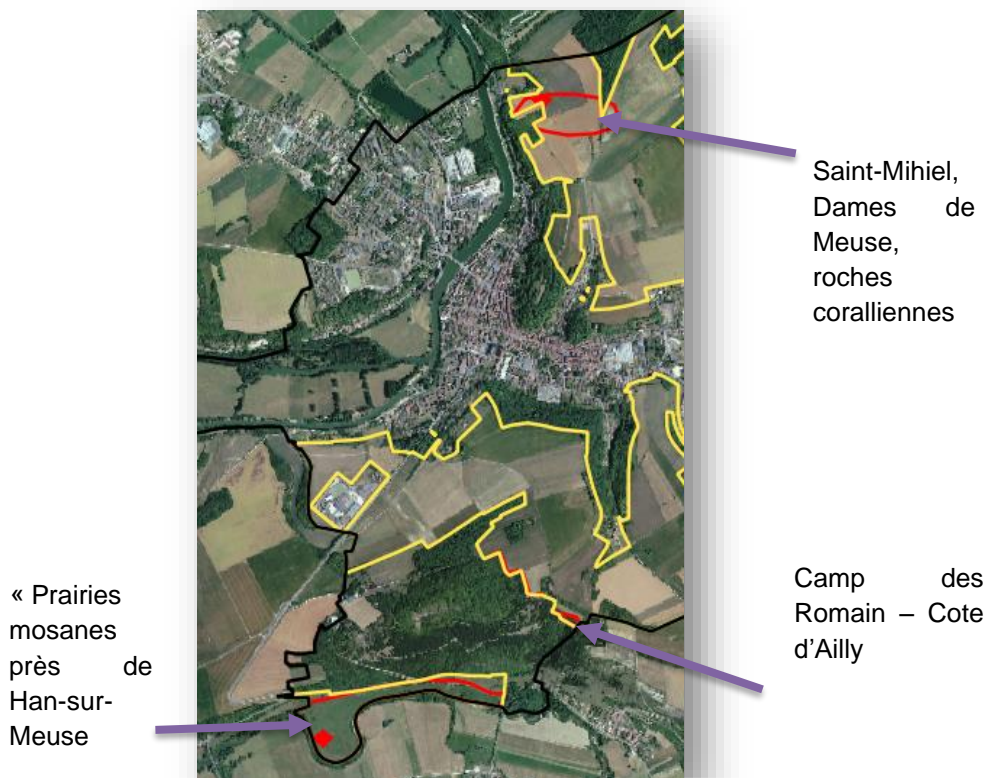 Saint-Mihiel,
Dames de
Meuse,
roches
coralliennes
Camp des
Romain – Cote
d'Ailly
« Prairies
mosanes
près de
Han-sur-
Meuse